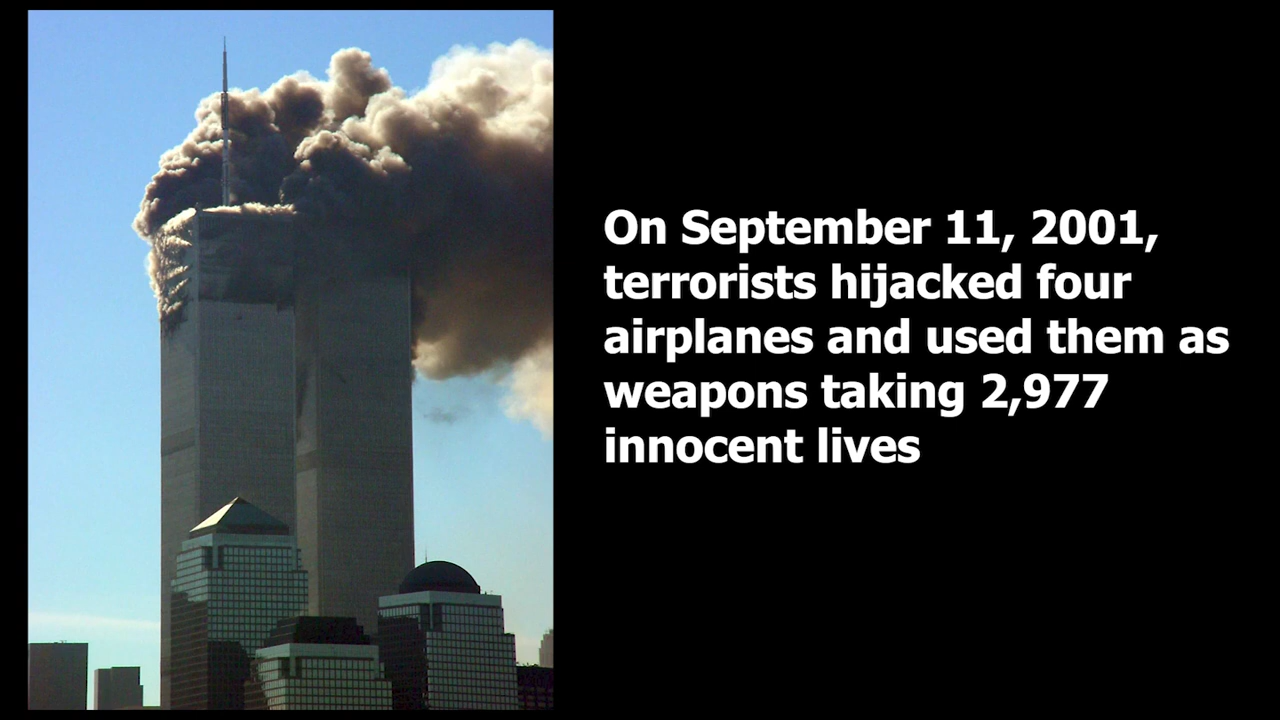 On September 11, 2001,
terrorists hijacked four
airplanes and used them as
weapons taking 2,977
innocent lives